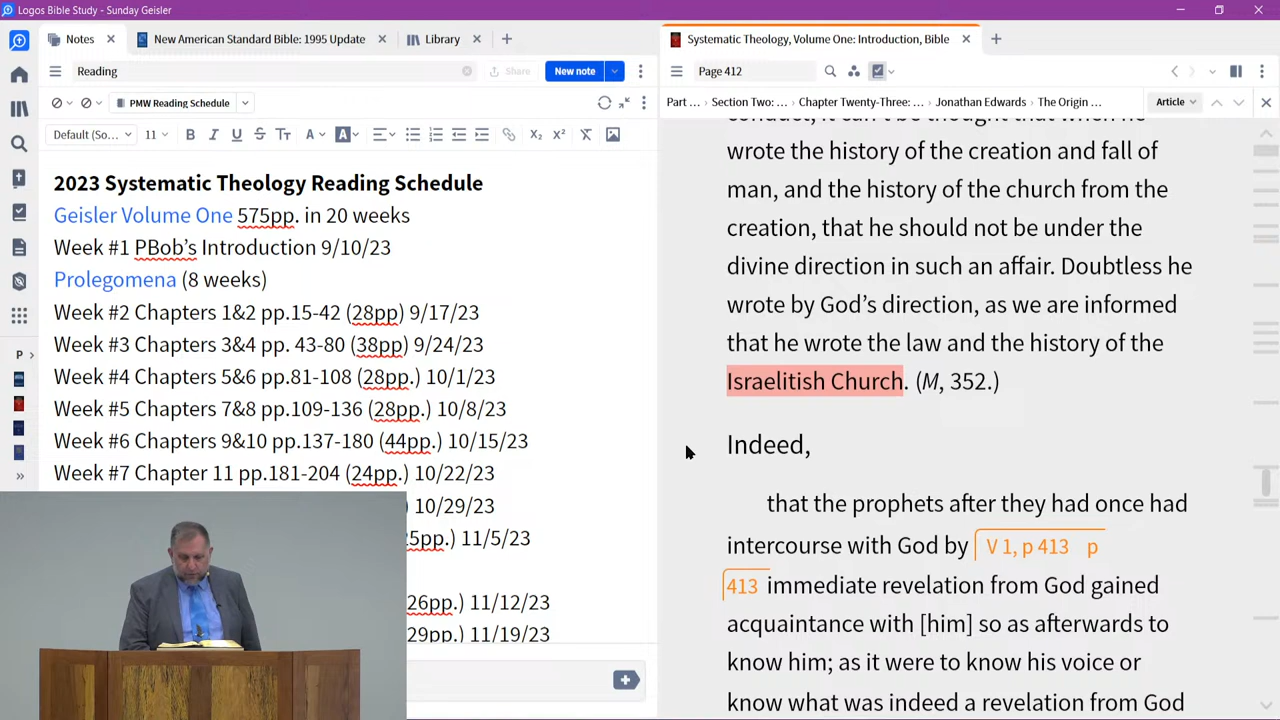 Logos Bible Study - Sunday Geisler
Notes
New American Standard Bible: 1995 Update
Library
Systematic Theology, Volume One: Introduction, Bible
Reading
Share
New note
Page 412
PMW Reading Schedule
Part ...
Section Two: ...
Chapter Twenty-Three: ...
Jonathan Edwards
The Origin ...
Article
Default (So...
11
B I U S Tт A A
X₂ X²
P
2023 Systematic Theology Reading Schedule
Geisler Volume One 575pp. in 20 weeks
Week #1 PBob’s Introduction 9/10/23
Prolegomena (8 weeks)
Week #2 Chapters 1&2 pp.15-42 (28pp) 9/17/23
Week #3 Chapters 3&4 pp. 43-80 (38pp) 9/24/23
Week #4 Chapters 5&6 pp.81-108 (28pp.) 10/1/23
Week #5 Chapters 7&8 pp.109-136 (28pp.) 10/8/23
Week #6 Chapters 9&10 pp.137-180 (44pp.) 10/15/23
Week #7 Chapter 11 pp.181-204 (24pp.) 10/22/23
) 10/29/23
5pp.) 11/5/23
26pp.) 11/12/23
29pp.) 11/19/23
conduct, it can’t be thought that when he
wrote the history of the creation and fall of
man, and the history of the church from the
creation, that he should not be under the
divine direction in such an affair. Doubtless he
wrote by God’s direction, as we are informed
that he wrote the law and the history of the
Israelitish Church. (M, 352.)
Indeed,
that the prophets after they had once had
intercourse with God by V 1, p 413 p
413 immediate revelation from God gained
acquaintance with [him] so as afterwards to
know him; as it were to know his voice or
know what was indeed a revelation from God